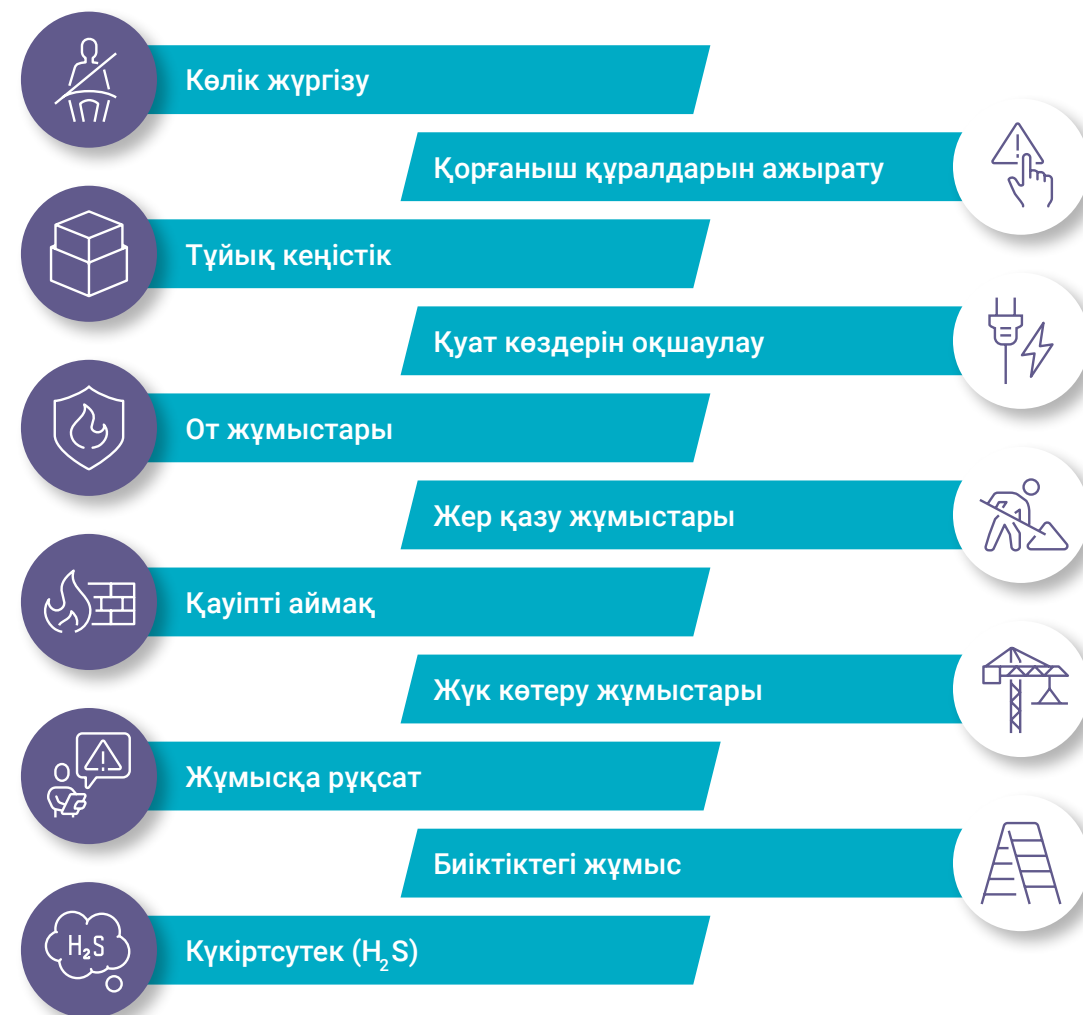 Көлік жүргізу
Қорғаныш құралдарын ажырату
Тұйық кеңістік
Қуат көздерін оқшаулау
От жұмыстары
Жер қазу жұмыстары
Қауіпті аймақ
Жүк көтеру жұмыстары
Жұмысқа рұқсат
Биіктіктегі жұмыс
H₂S
Күкіртсутек (H₂S)